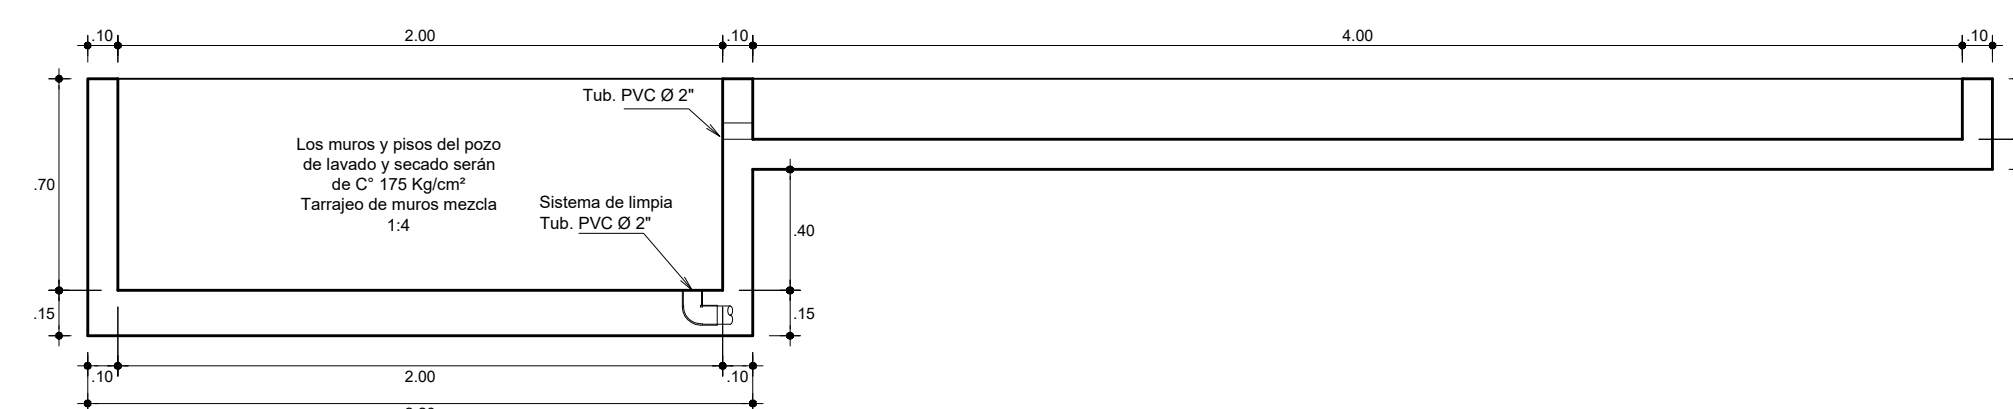 .10
2.00
.10
4.00
.10
Tub. PVC Ø 2"
Los muros y pisos del pozo
de lavado y secado serán
de C° 175 Kg/cm²
Tarrajeo de muros mezcla
1:4
.70
Sistema de limpia
Tub. PVC Ø 2"
.40
.15
.15
.10
2.00
.10